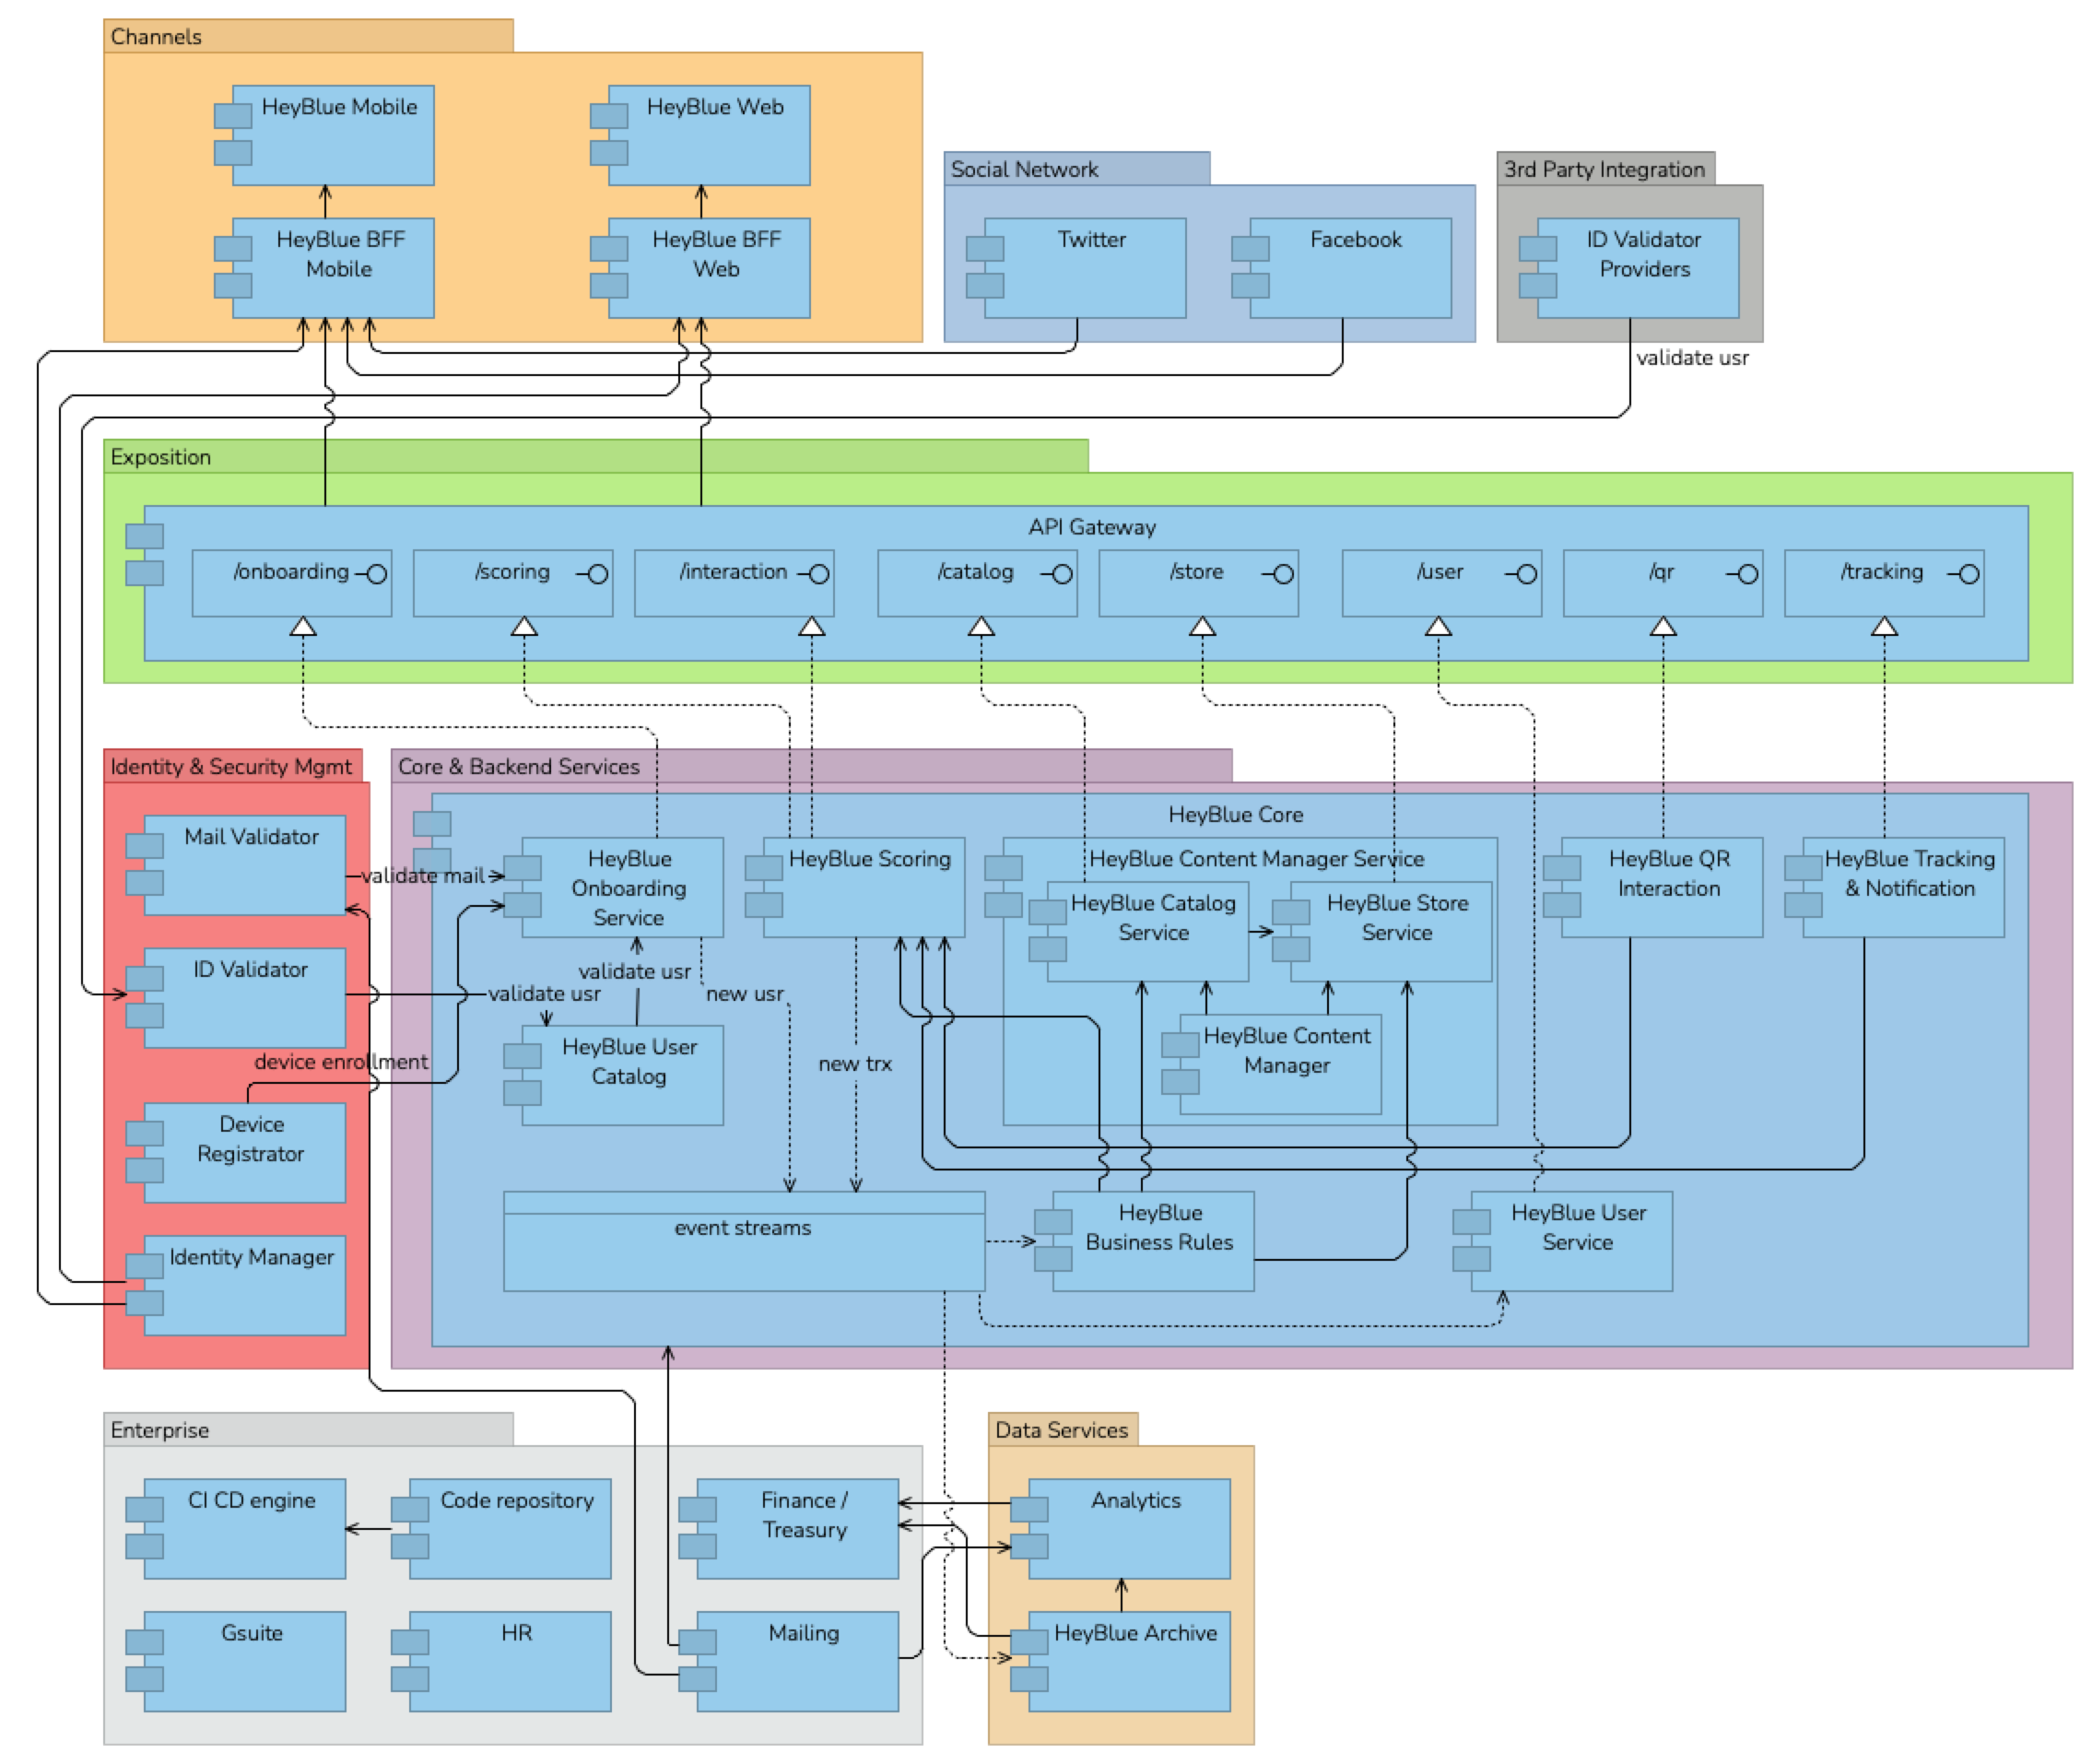 Channels
HeyBlue Mobile
HeyBlue Web
HeyBlue BFF
Mobile
HeyBlue BFF
Web
Social Network
Twitter
Facebook
3rd Party Integration
ID Validator
Providers
validate usr
Exposition
API Gateway
/onboarding
/scoring
/interaction
/catalog
/store
/user
/qr
/tracking
Identity & Security Mgmt
Mail Validator
validate mail
ID Validator
validate usr
device enrollment
Device
Registrator
Identity Manager
Core & Backend Services
HeyBlue Core
HeyBlue
Onboarding
Service
HeyBlue Scoring
HeyBlue Content Manager Service
HeyBlue Catalog
Service
HeyBlue Store
Service
HeyBlue QR
Interaction
HeyBlue Tracking
& Notification
validate usr
new usr
HeyBlue User
Catalog
new trx
HeyBlue Content
Manager
event streams
HeyBlue
Business Rules
HeyBlue User
Service
Enterprise
CI CD engine
Code repository
Finance /
Treasury
Gsuite
HR
Mailing
Data Services
Analytics
HeyBlue Archive